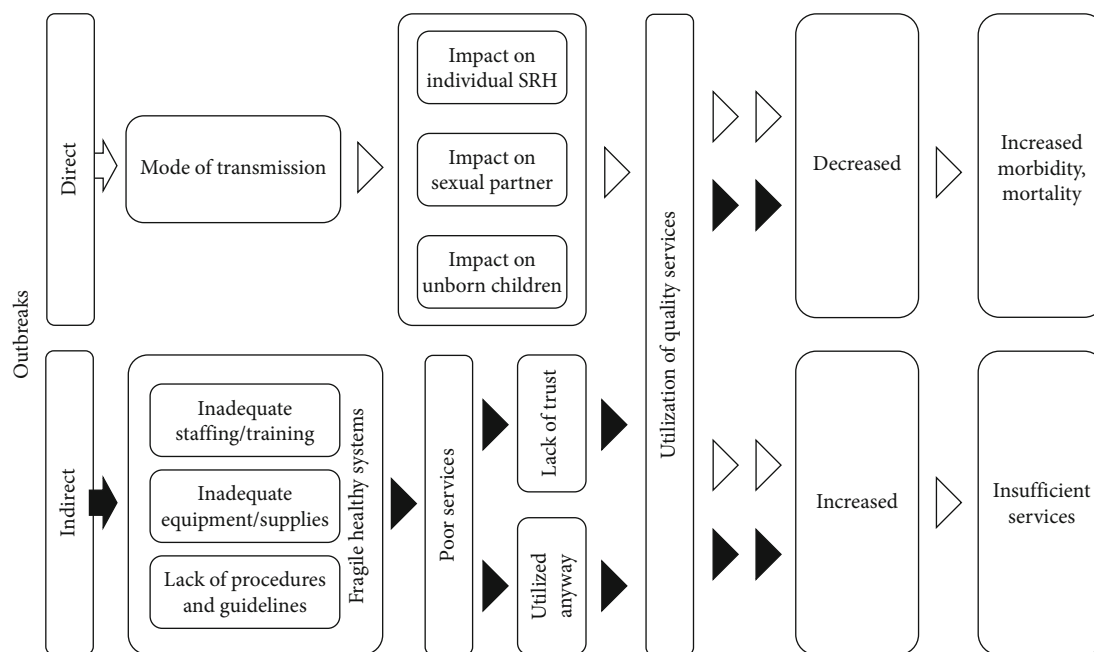 Outbreaks
Direct
Mode of transmission
Impact on
individual SRH
Impact on
sexual partner
Impact on
unborn children
Indirect
Inadequate
staffing/training
Inadequate
equipment/supplies
Lack of procedures
and guidelines
Fragile healthy systems
Poor services
Lack of trust
Utilized
anyway
Utilization of quality services
Decreased
Increased
morbidity,
mortality
Increased
Insufficient
services